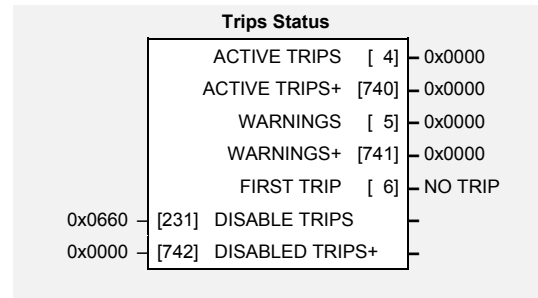 Trips Status
ACTIVE TRIPS [ 4] 0x0000
ACTIVE TRIPS+ [740] 0x0000
WARNINGS [ 5] 0x0000
WARNINGS+ [741] 0x0000
FIRST TRIP [ 6] NO TRIP
0x0660 [231] DISABLE TRIPS
0x0000 [742] DISABLED TRIPS+